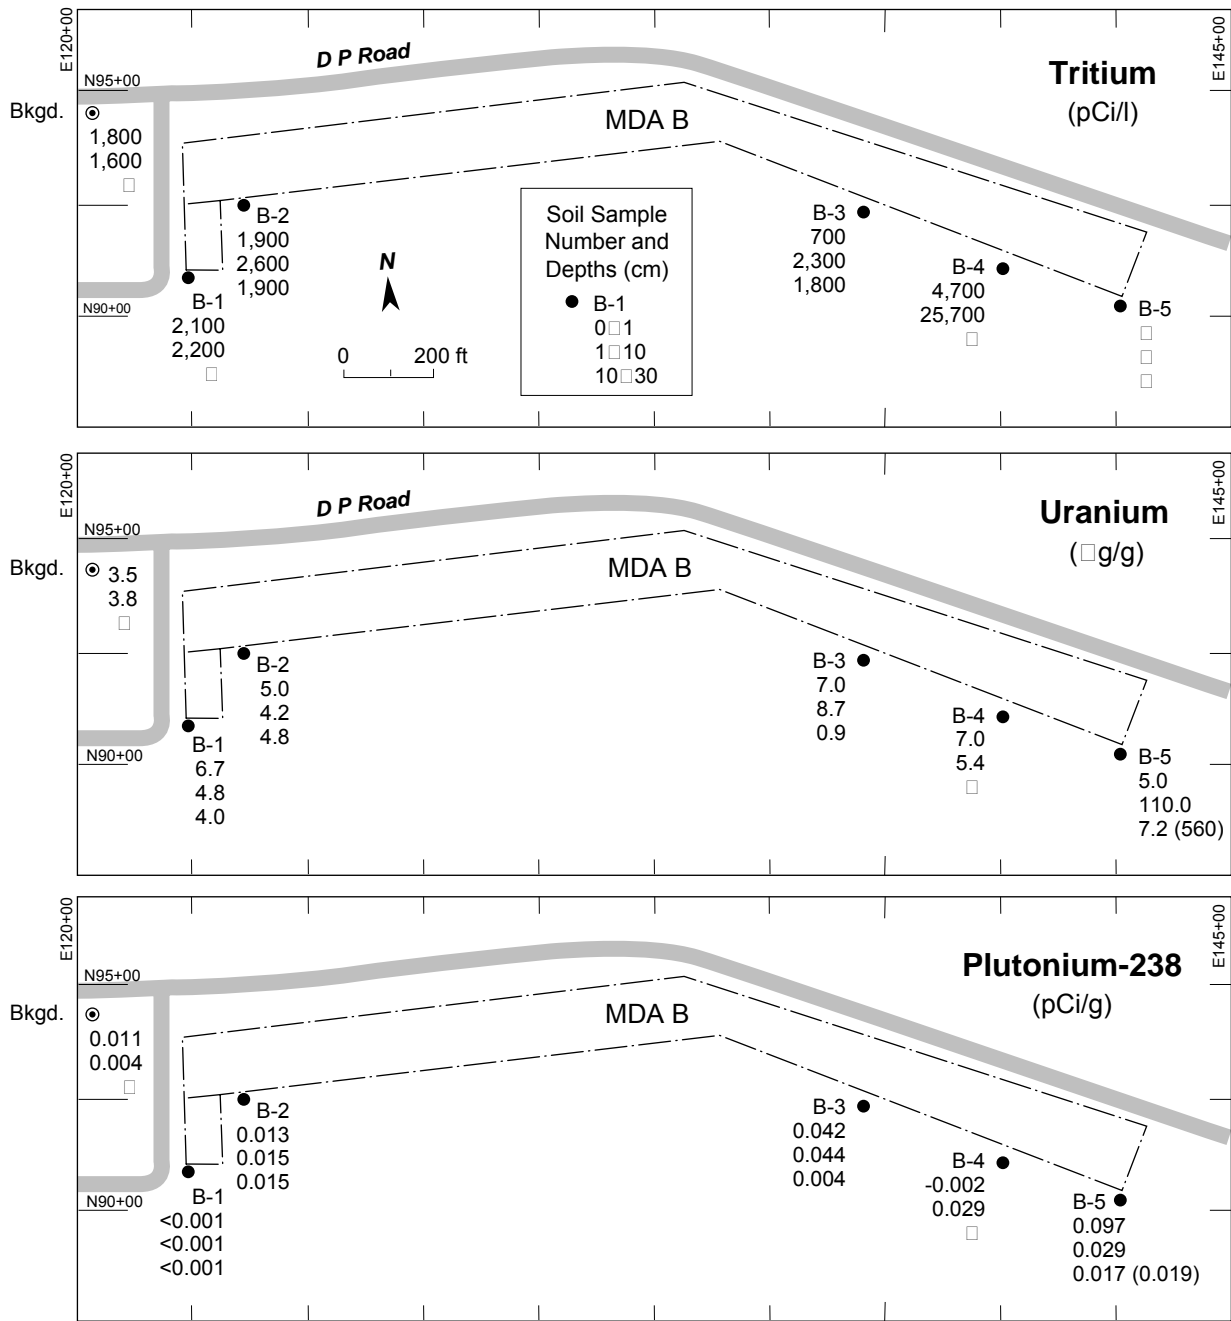 E120+00
E145+00
N95+00
D P Road
Tritium
(pCi/l)
Bkgd.
1,800
1,600
□
MDA B
B-2
1,900
2,600
1,900
N
Soil Sample
Number and
Depths (cm)
B-1
0□1
1□10
10□30
B-3
700
2,300
1,800
B-4
4,700
25,700
□
B-5
□
□
□
B-1
2,100
2,200
□
N90+00
0 200 ft
E120+00
E145+00
N95+00
D P Road
Uranium
(□g/g)
Bkgd.
3.5
3.8
□
MDA B
B-2
5.0
4.2
4.8
B-3
7.0
8.7
0.9
B-4
7.0
5.4
□
B-5
5.0
110.0
7.2 (560)
B-1
6.7
4.8
4.0
N90+00
E120+00
E145+00
N95+00
Plutonium-238
(pCi/g)
Bkgd.
0.011
0.004
□
MDA B
B-2
0.013
0.015
0.015
B-3
0.042
0.044
0.004
B-4
-0.002
0.029
□
B-5
0.097
0.029
0.017 (0.019)
B-1
<0.001
<0.001
<0.001
N90+00